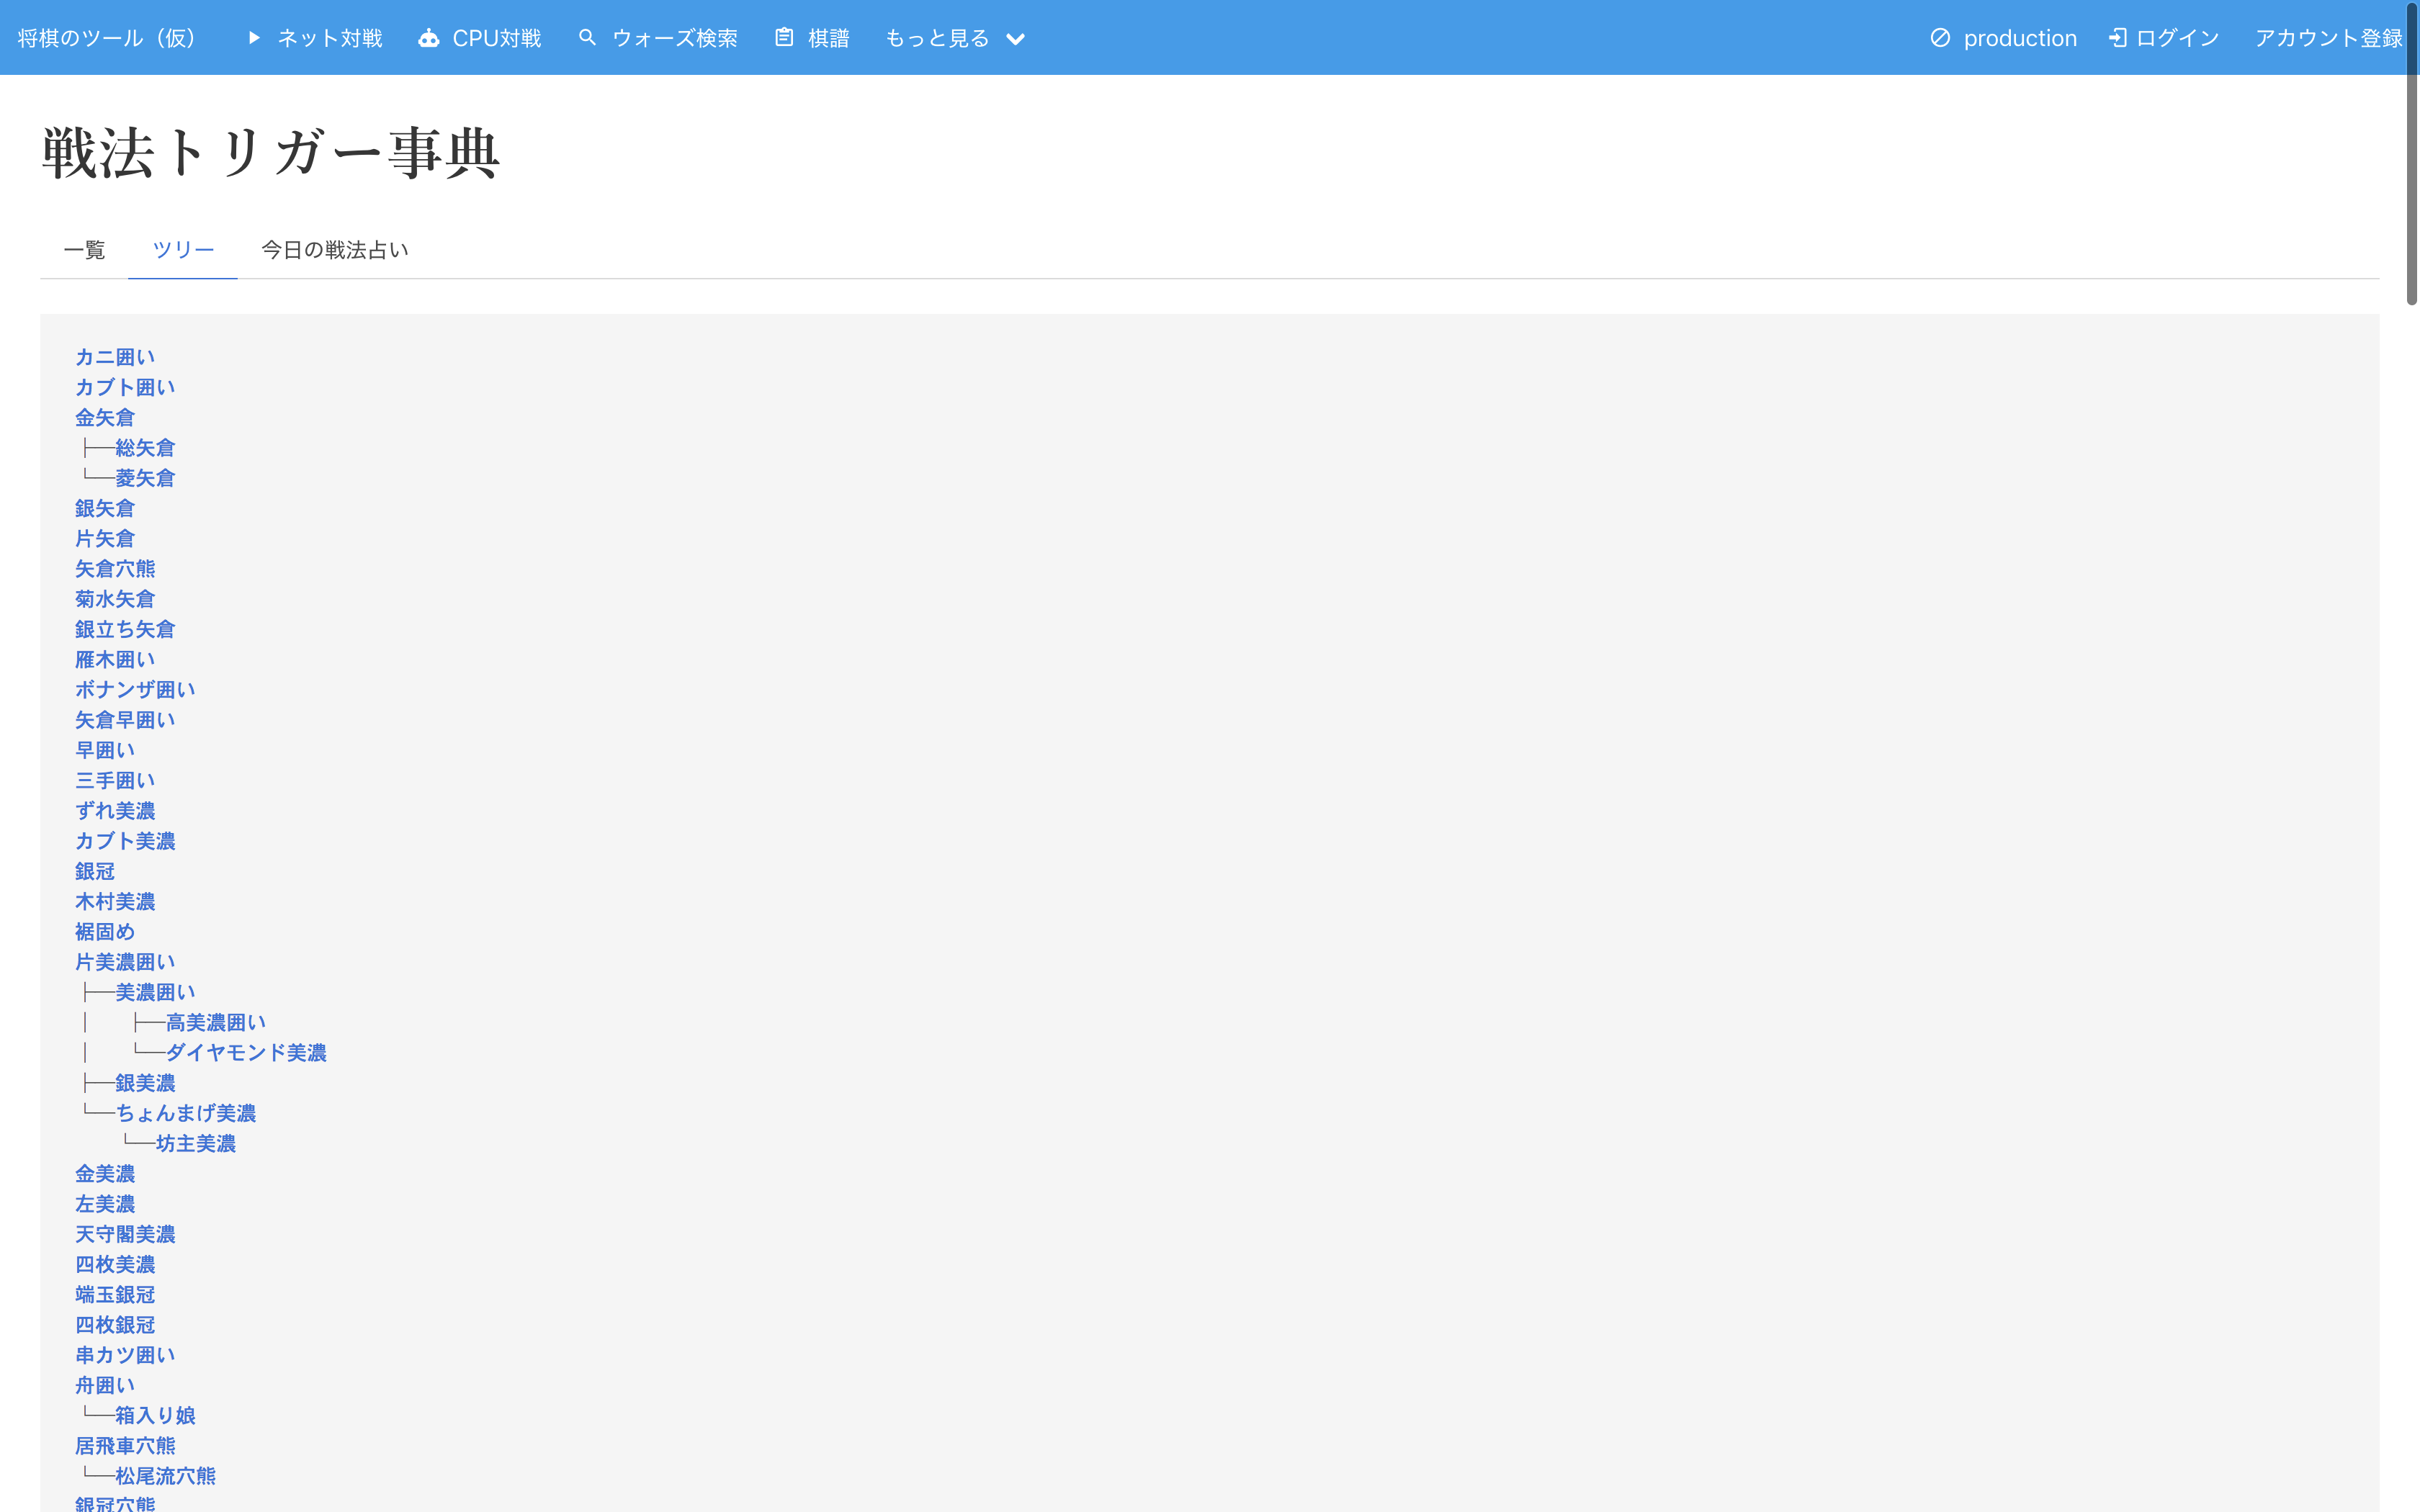 将棋のツール（仮） ネット対戦 CPU対戦 ウォーズ検索 棋譜 もっと見る production ログイン アカウント登録
戦法トリガー事典
一覧 ツリー 今日の戦法占い
カニ囲い
カブト囲い
金矢倉
├─総矢倉
└─菱矢倉
銀矢倉
片矢倉
矢倉穴熊
菊水矢倉
銀立ち矢倉
雁木囲い
ボナンザ囲い
矢倉早囲い
早囲い
三手囲い
ずれ美濃
カブト美濃
銀冠
木村美濃
裾固め
片美濃囲い
├─美濃囲い
│ ├─高美濃囲い
│ └─ダイヤモンド美濃
├─銀美濃
└─ちょんまげ美濃
└─坊主美濃
金美濃
左美濃
天守閣美濃
四枚美濃
端玉銀冠
四枚銀冠
串カツ囲い
舟囲い
└─箱入り娘
居飛車穴熊
└─松尾流穴熊
銀冠穴熊